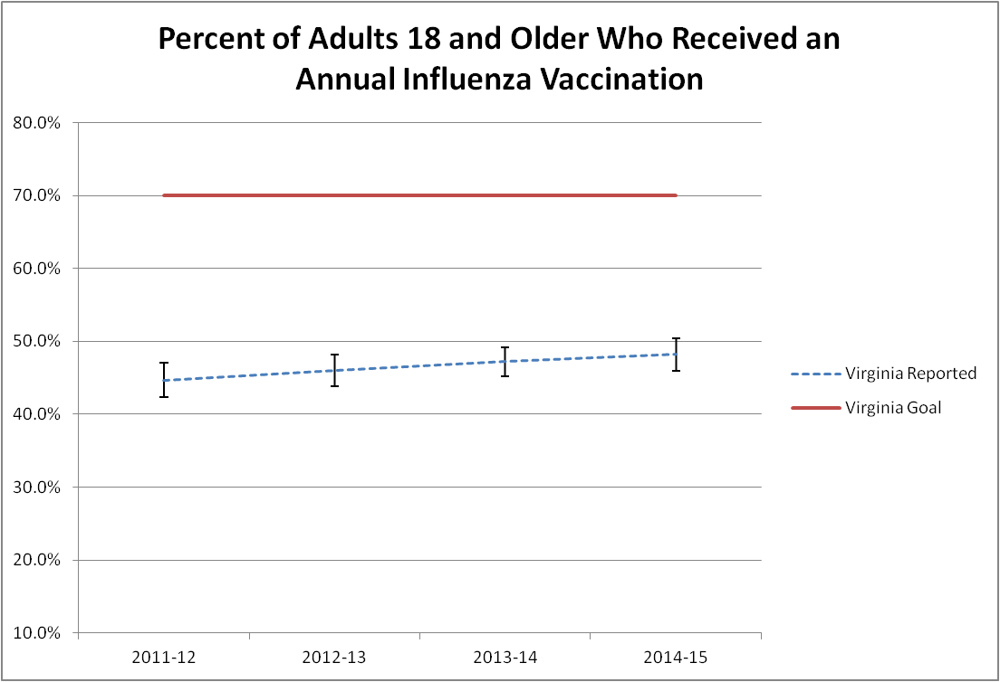 Percent of Adults 18 and Older Who Received an
Annual Influenza Vaccination
80.0%
70.0%
60.0%
50.0%
40.0%
30.0%
20.0%
10.0%
2011-12 2012-13 2013-14 2014-15
Virginia Reported
Virginia Goal